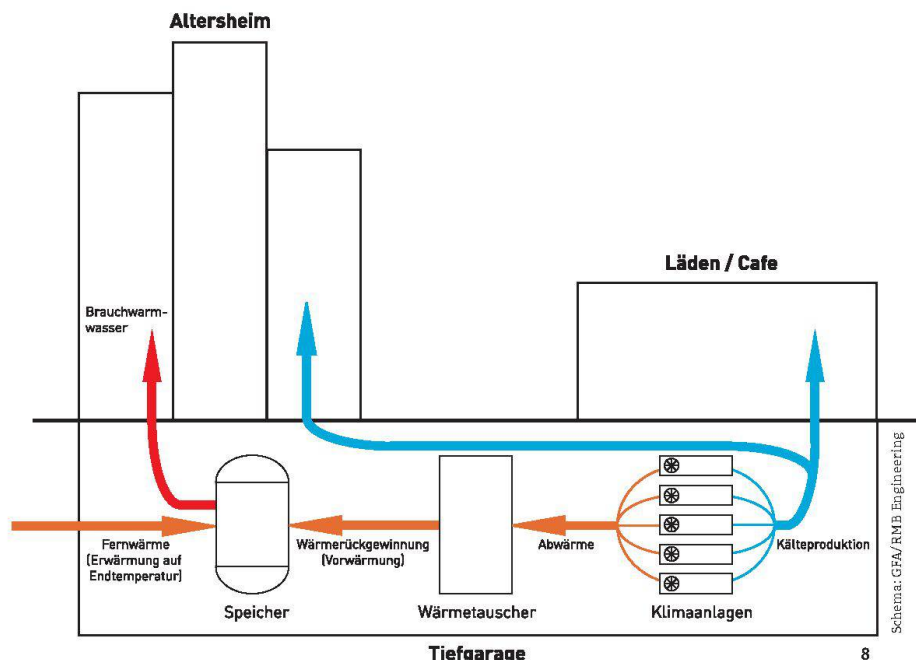 Altersheim
Läden / Cafe
Brauchwarm-
wasser
Fernwärme
(Erwärmung auf
Endtemperatur)
Speicher
Wärmerückgewinnung
(Vorwärmung)
Wärmetauscher
Abwärme
Klimaanlagen
Kälteproduktion
Schema: GFA/RMB Engineering
Tiefgarage
8